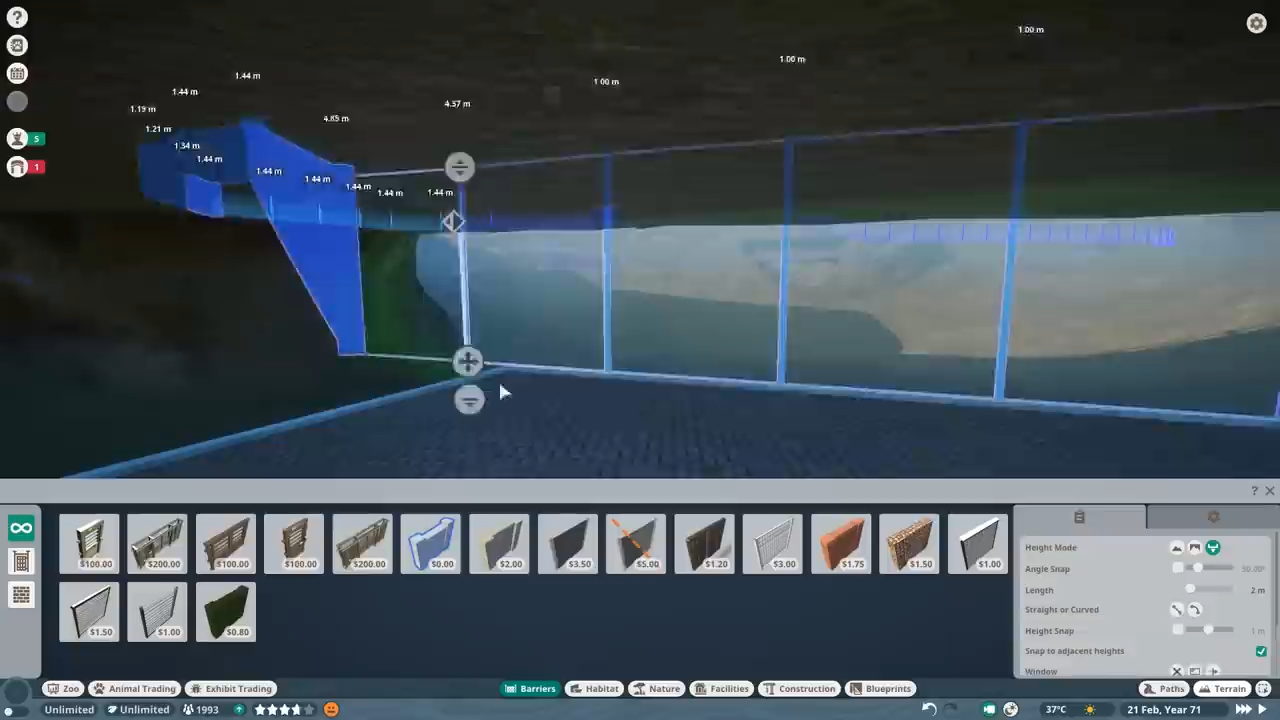 ?
1.00 m
1.00 m
1.44 m
1 00 m
1.44 m
4.57 m
1.19 m
4.69 m
1.21 m
5
1.34 m
1.44 m
1
1.44 m
1.44 m
1.44 m
1.44 m
1.44 m
?
$100.00
$200.00
$100.00
$100.00
$200.00
$0.00
$2.00
$3.50
$5.00
$1.20
$3.00
$1.75
$1.50
$1.00
$1.50
$1.00
$0.80
Height Mode
Angle Snap
Length 2 m
Straight or Curved
Height Snap 1 m
Snap to adjacent heights
Window
Zoo
Animal Trading
Exhibit Trading
Barriers
Habitat
Nature
Facilities
Construction
Blueprints
Paths
Terrain
Unlimited
Unlimited
1993
37°C
21 Feb, Year 71